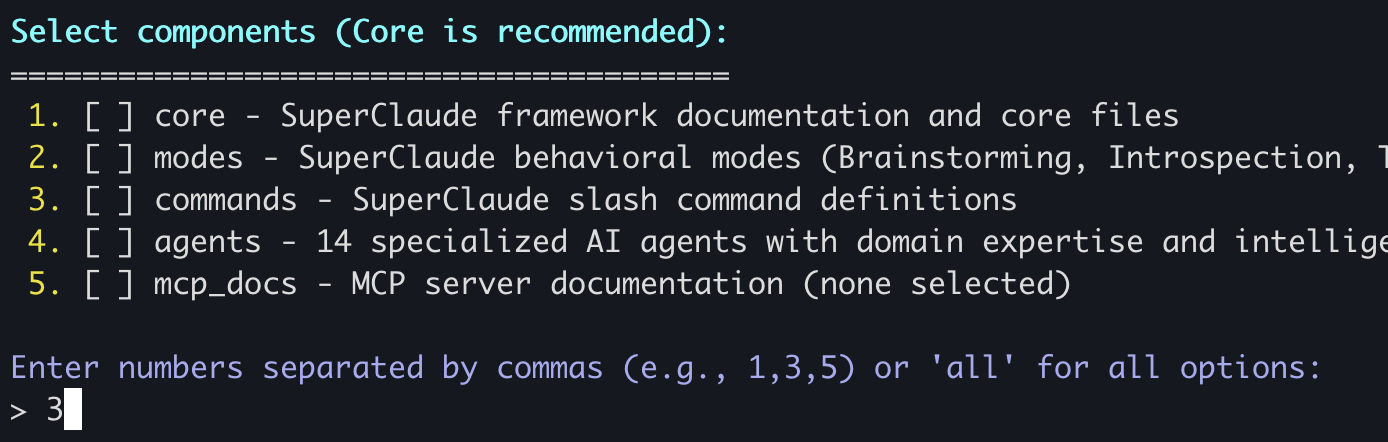 Select components (Core is recommended):
========================================
1. [ ] core - SuperClaude framework documentation and core files
2. [ ] modes - SuperClaude behavioral modes (Brainstorming, Introspection,
3. [ ] commands - SuperClaude slash command definitions
4. [ ] agents - 14 specialized AI agents with domain expertise and
5. [ ] mcp_docs - MCP server documentation (none selected)
Enter numbers separated by commas (e.g., 1,3,5) or 'all' for all options:
> 3